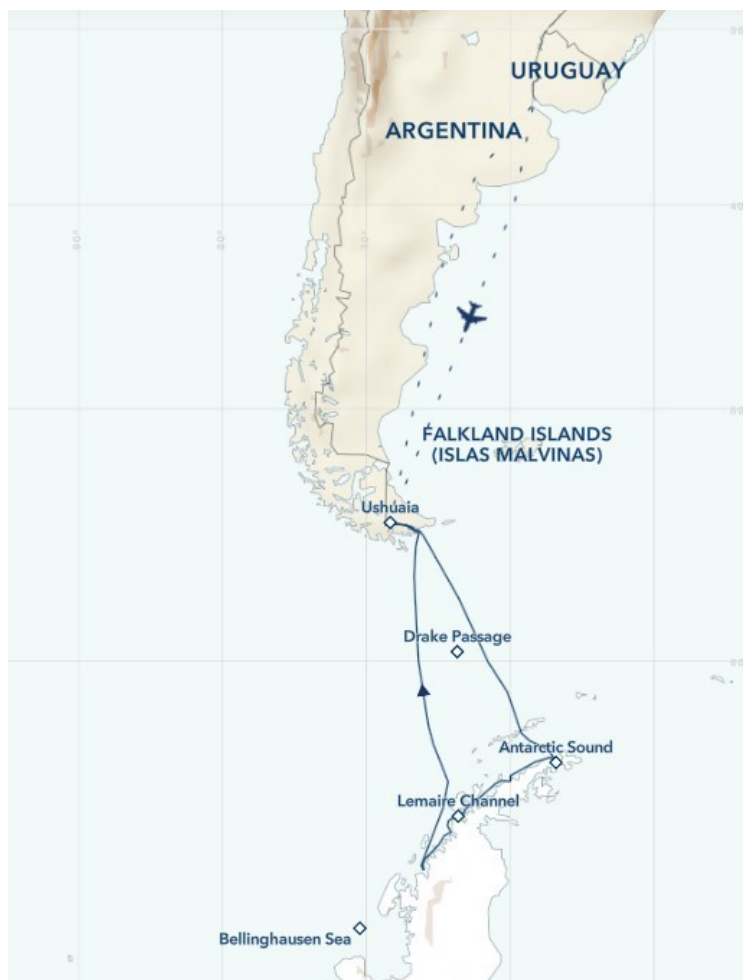 URUGUAY
ARGENTINA
FALKLAND ISLANDS
(ISLAS MALVINAS)
Ushuaia
Drake Passage
Antarctic Sound
Lemaire Channel
Bellinghausen Sea